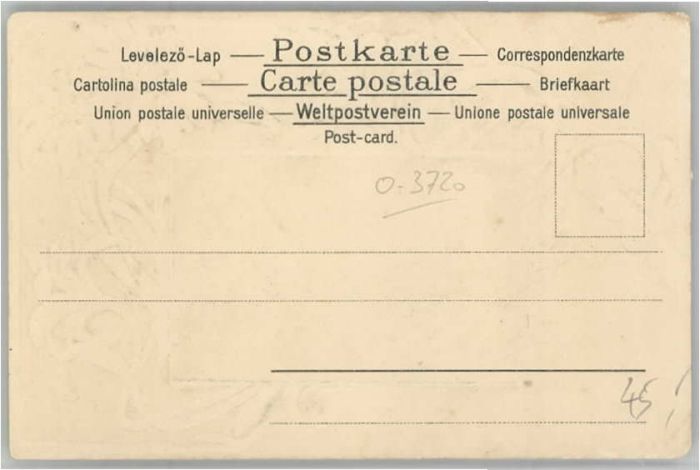 Levelező-Lap — Postkarte — Correspondenzkarte
Cartolina postale — Carte postale — Briefkaart
Union postale universelle — Weltpostverein — Unione postale universale
Post-card.
0-3720
45,-